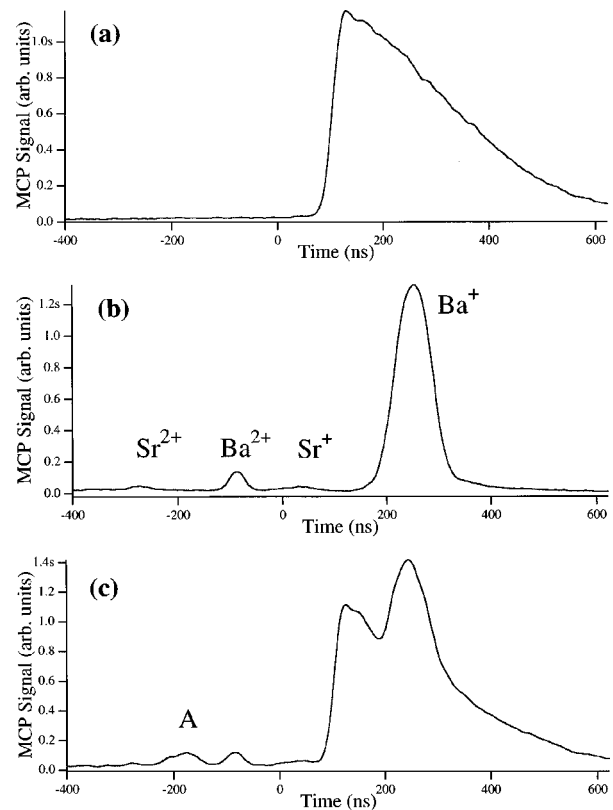 (a)
MCP Signal (arb. units)
1.0s
0.8
0.6
0.4
0.2
0.0
-400 -200 0 200 400 600
Time (ns)
(b)
MCP Signal (arb. units)
1.2s
1.0
0.8
0.6
0.4
0.2
0.0
Sr²⁺ Ba²⁺ Sr⁺ Ba⁺
-400 -200 0 200 400 600
Time (ns)
(c)
MCP Signal (arb. units)
1.4s
1.2
1.0
0.8
0.6
0.4
0.2
0.0
A
-400 -200 0 200 400 600
Time (ns)